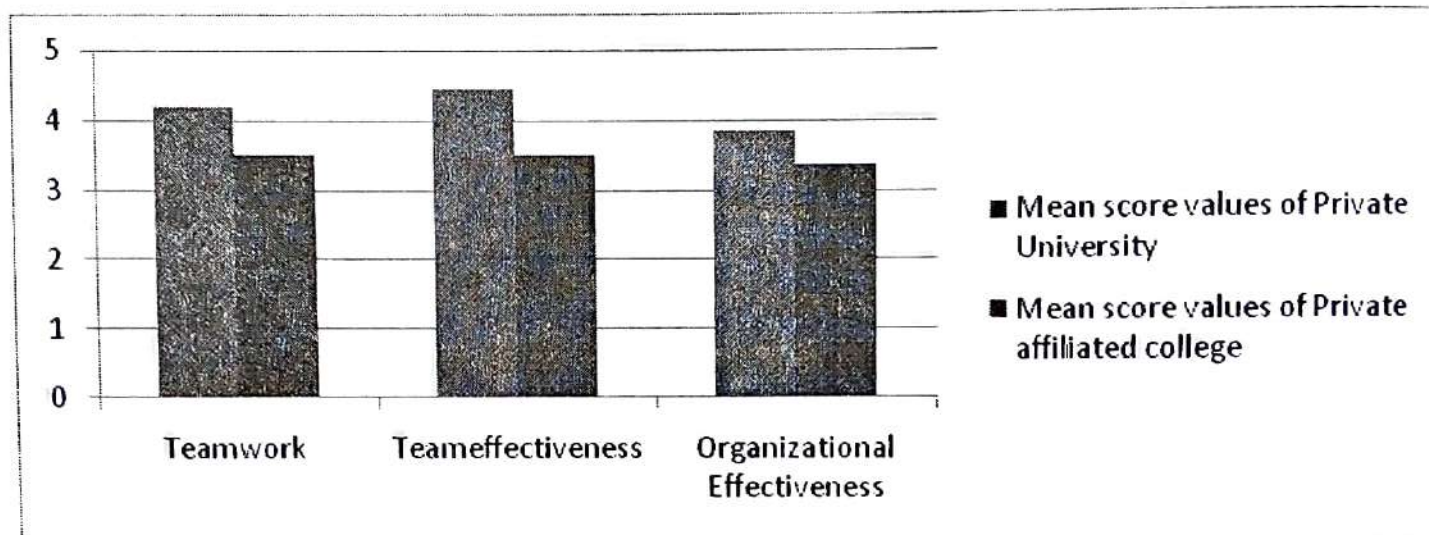 5
4
3
2
1
0
Teamwork
Teameffectiveness
Organizational
Effectiveness
Mean score values of Private
University
Mean score values of Private
affiliated college